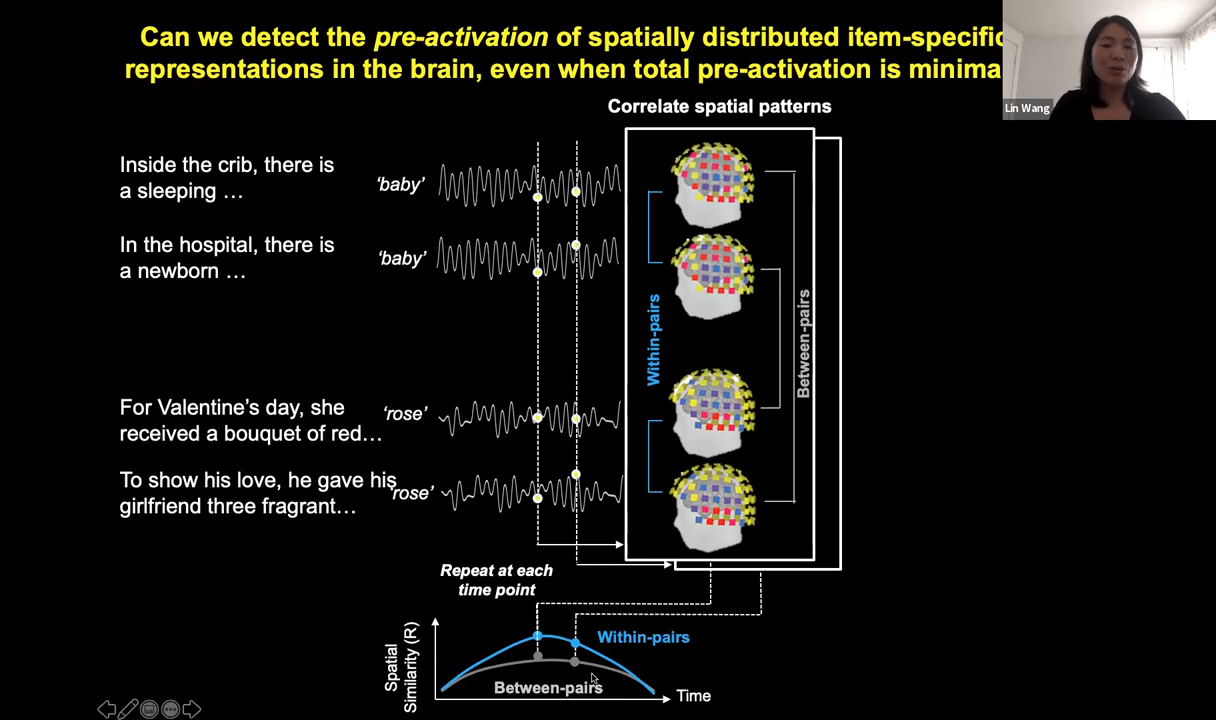 Can we detect the pre-activation of spatially distributed item-specific
representations in the brain, even when total pre-activation is
Lin Wang
Correlate spatial patterns
Inside the crib, there is
a sleeping …
‘baby’
In the hospital, there is
a newborn …
‘baby’
Within-pairs
Between-pairs
For Valentine’s day, she
received a bouquet of red…
‘rose’
To show his love, he gave his
girlfriend three fragrant…
‘rose’
Repeat at each
time point
Spatial
Similarity (R)
Within-pairs
Between-pairs
Time